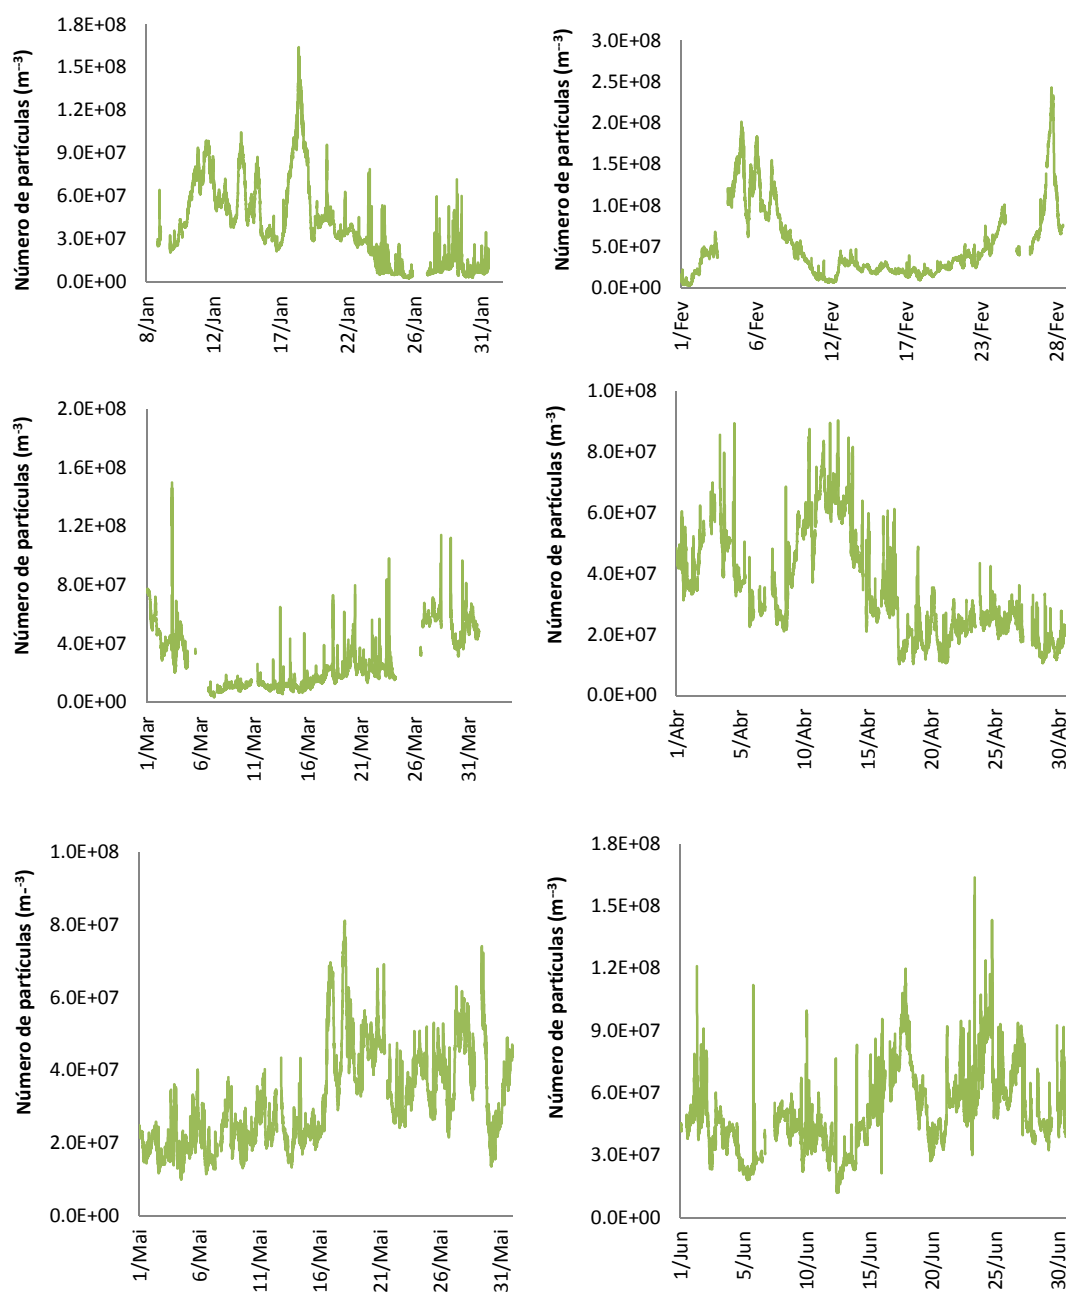 Número de partículas (m⁻-³)
1.8E+08
1.5E+08
1.2E+08
9.0E+07
6.0E+07
3.0E+07
0.0E+00
8/Jan
12/Jan
17/Jan
22/Jan
26/Jan
31/Jan
Número de partículas (m⁻-³)
3.0E+08
2.5E+08
2.0E+08
1.5E+08
1.0E+08
5.0E+07
0.0E+00
1/Fev
6/Fev
12/Fev
17/Fev
23/Fev
28/Fev
Número de partículas (m⁻³)
2.0E+08
1.6E+08
1.2E+08
8.0E+07
4.0E+07
0.0E+00
1/Mar
6/Mar
11/Mar
16/Mar
21/Mar
26/Mar
31/Mar
Número de partículas (m⁻³)
1.0E+08
8.0E+07
6.0E+07
4.0E+07
2.0E+07
0.0E+00
1/Abr
5/Abr
10/Abr
15/Abr
20/Abr
25/Abr
30/Abr
Número de partículas (m-⁻³)
1.0E+08
8.0E+07
6.0E+07
4.0E+07
2.0E+07
0.0E+00
1/Mai
6/Mai
11/Mai
16/Mai
21/Mai
26/Mai
31/Mai
Número de partículas (m⁻-³)
1.8E+08
1.5E+08
1.2E+08
9.0E+07
6.0E+07
3.0E+07
0.0E+00
1/Jun
5/Jun
10/Jun
15/Jun
20/Jun
25/Jun
30/Jun